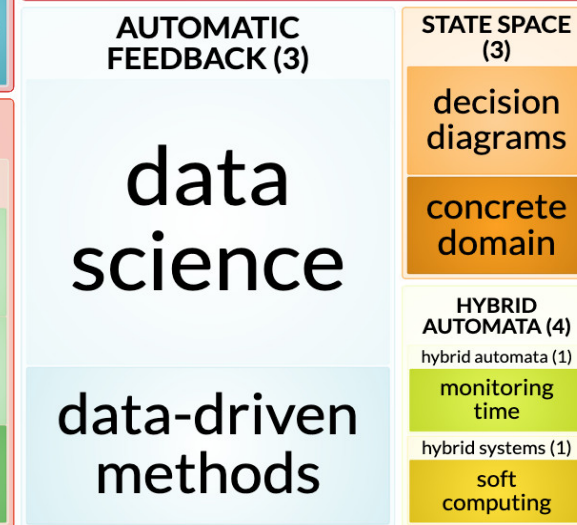 AUTOMATIC
FEEDBACK (3)
data
science
data-driven
methods
STATE SPACE
(3)
decision
diagrams
concrete
domain
HYBRID
AUTOMATA (4)
hybrid automata (1)
monitoring
time
hybrid systems (1)
soft
computing